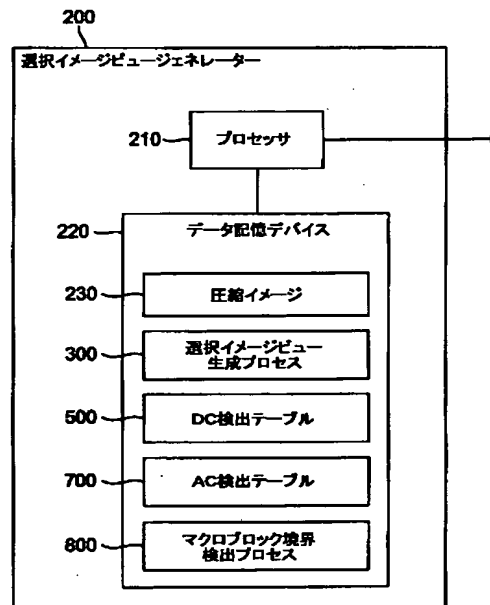 200
選択イメージビュージェネレーター
210
プロセッサ
220
データ記憶デバイス
230
圧縮イメージ
300
選択イメージビュー
生成プロセス
500
DC検出テーブル
700
AC検出テーブル
800
マクロブロック境界
検出プロセス